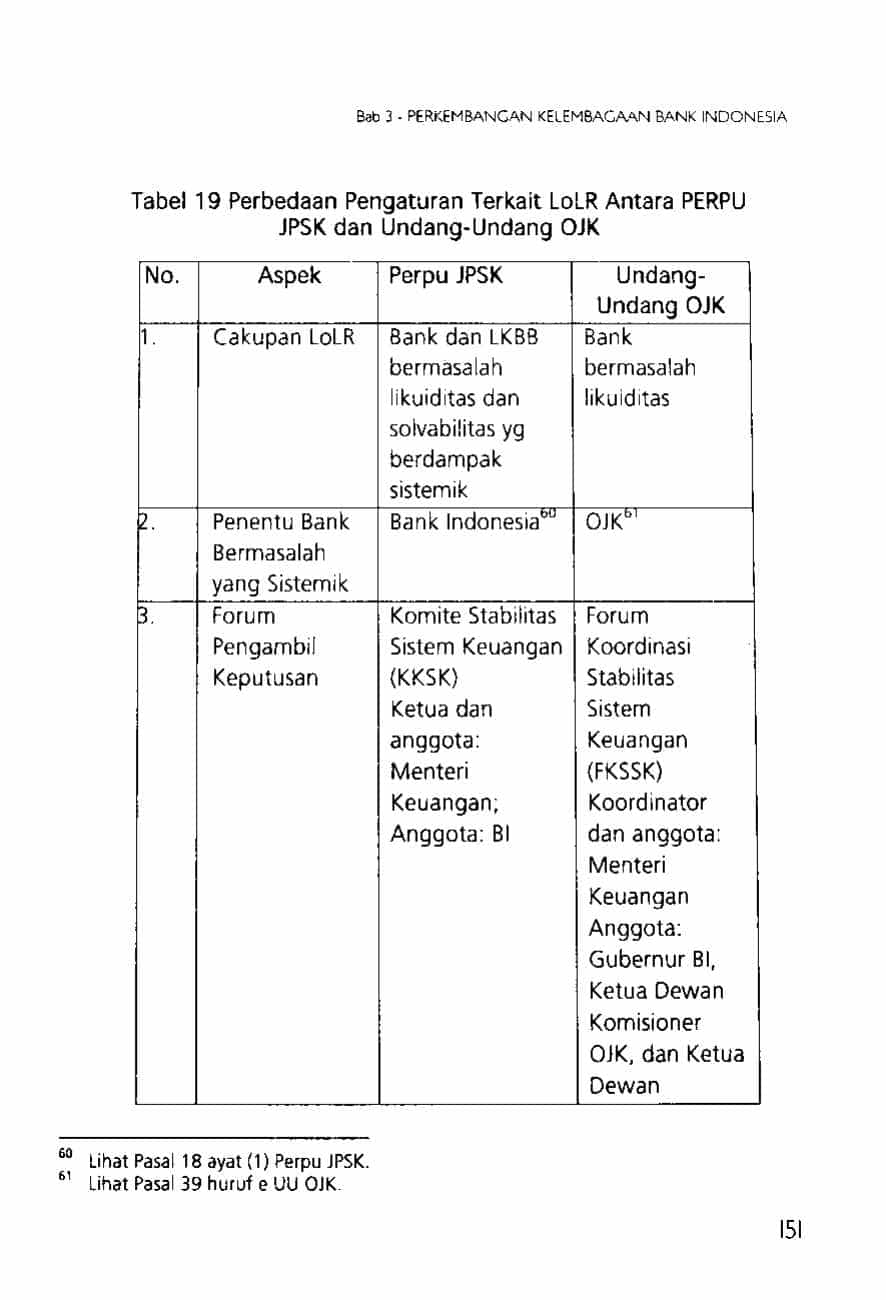 Bab 3 - PERKEMBANGAN KELEMBAGAAN BANK INDONESIA
Tabel 19 Perbedaan Pengaturan Terkait LoLR Antara PERPU
JPSK dan Undang-Undang OJK
No.
Aspek
Perpu JPSK
Undang-
Undang OJK
1.
Cakupan LoLR
Bank dan LKBB
bermasalah
likuiditas dan
solvabilitas yg
berdampak
sistemik
Bank
bermasalah
likuiditas
2.
Penentu Bank
Bermasalah
yang Sistemik
Bank Indonesia60
OJK61
3.
Forum
Pengambil
Keputusan
Komite Stabilitas
Sistem Keuangan
(KKSK)
Ketua dan
anggota:
Menteri
Keuangan;
Anggota: BI
Forum
Koordinasi
Stabilitas
Sistem
Keuangan
(FKSSK)
Koordinator
dan anggota:
Menteri
Keuangan
Anggota:
Gubernur BI,
Ketua Dewan
Komisioner
OJK, dan Ketua
Dewan
60 Lihat Pasal 18 ayat (1) Perpu JPSK.
61 Lihat Pasal 39 huruf e UU OJK.
151